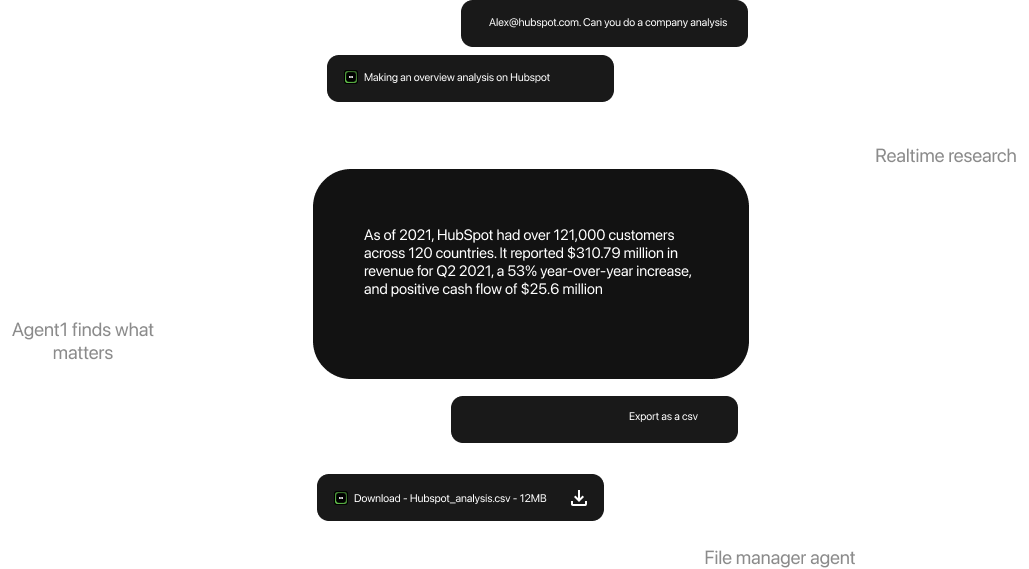 Alex@hubspot.com. Can you do a company analysis
Making an overview analysis on Hubspot
Realtime research
As of 2021, HubSpot had over 121,000 customers
across 120 countries. It reported $310.79 million in
revenue for Q2 2021, a 53% year-over-year increase,
and positive cash flow of $25.6 million
Agent1 finds what
matters
Export as a csv
Download - Hubspot_analysis.csv - 12MB
File manager agent